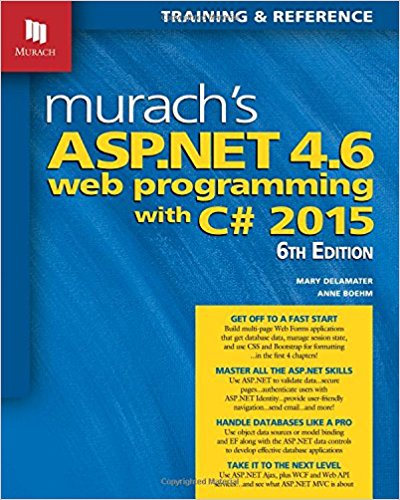 TRAINING & REFERENCE
MURACH
murach's
ASP.NET 4.6
web programming
with C# 2015
6TH EDITION
MARY DELAMATER
ANNE BOEHM
GET OFF TO A FAST START
Build multi-page Web Forms applications
that get database data, manage session state,
and use CSS and Bootstrap for formatting
...in the first 4 chapters!
MASTER ALL THE ASP.NET SKILLS
Use ASP.NET to validate data...secure
pages...authenticate users with
ASP.NET Identity...provide user-friendly
navigation...send email...and more!
HANDLE DATABASES LIKE A PRO
Use object data sources or model binding
and EF along with the ASP.NET data controls
to develop effective database applications
TAKE IT TO THE NEXT LEVEL
Use ASP.NET Ajax, plus WCF and Web API
services!...and see what ASP.NET MVC is about
Copyrighted Material